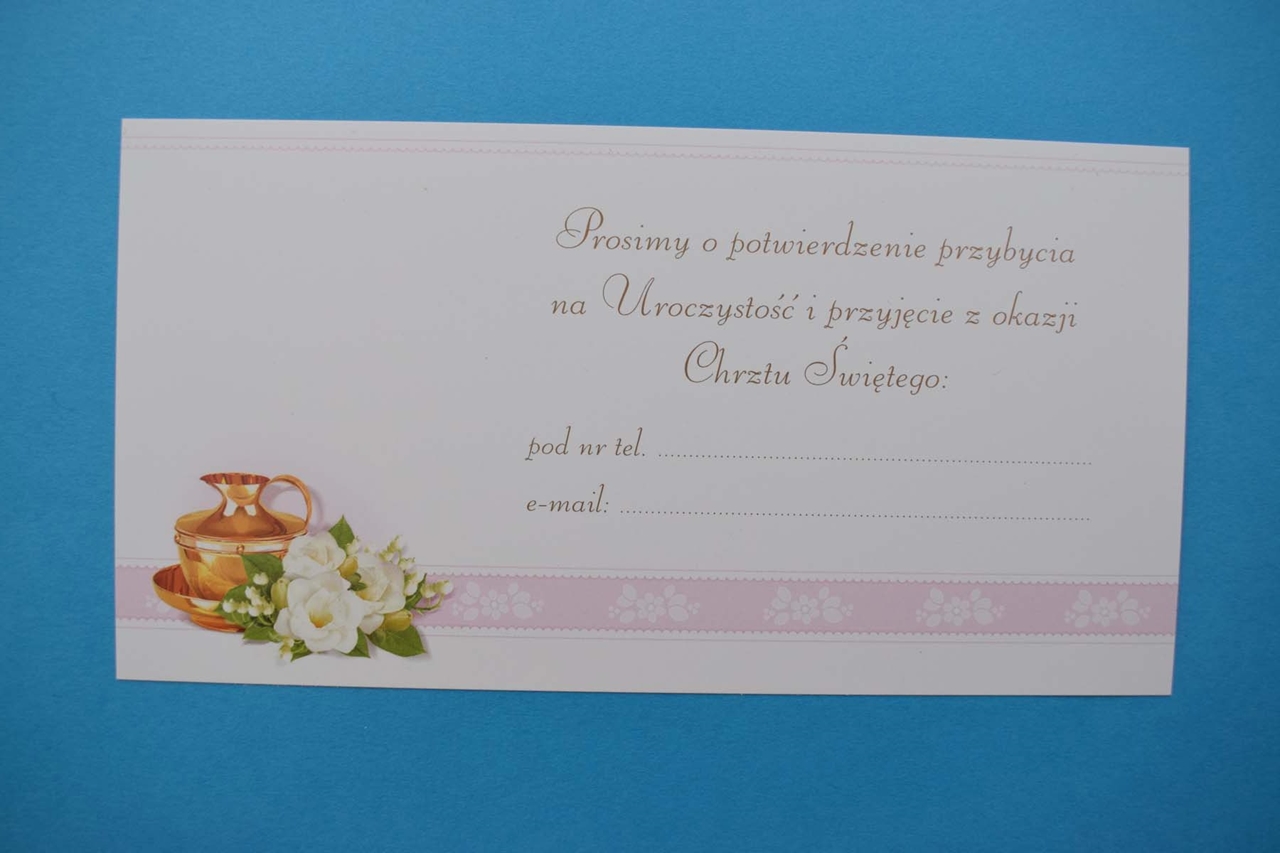 Prosimy o potwierdzenie przybycia
na Uroczystość i przyjęcie z okazji
Chrztu Świętego:
pod nr tel. ........................................................................
e-mail: ..............................................................................